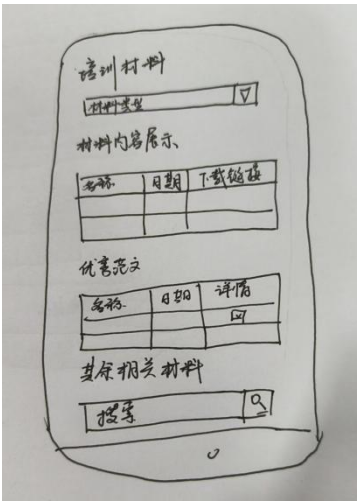 培训材料
材料类型
材料内容展示
名称 日期 下载链接
优秀范文
名称 日期 详情
其余相关材料
搜索